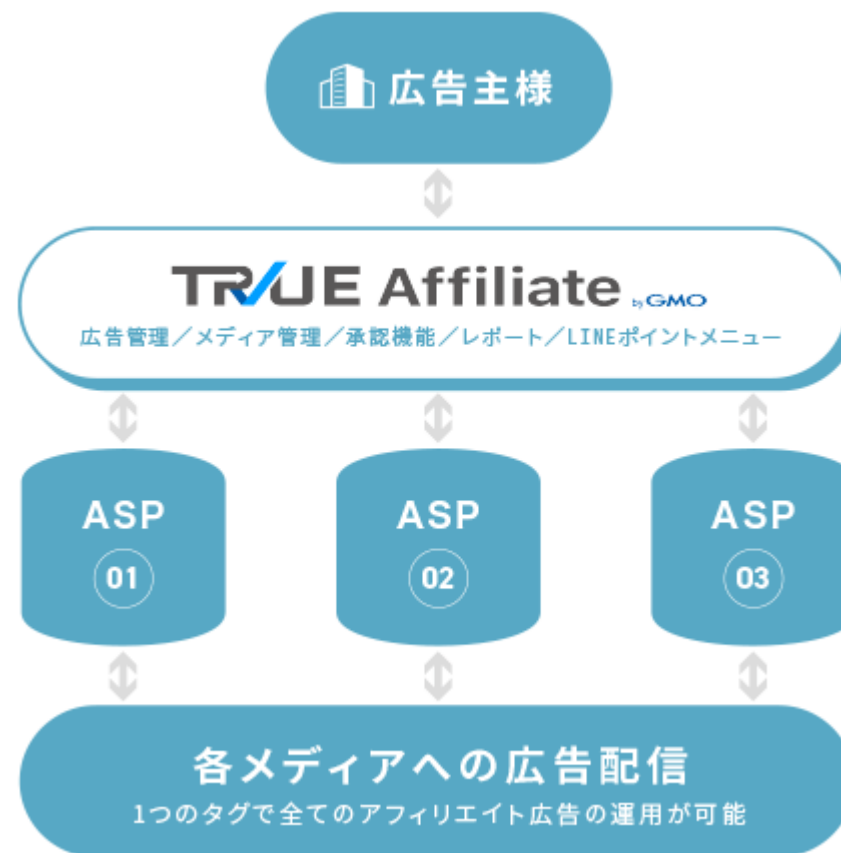 広告主様
TRUE Affiliate by GMO
広告管理／メディア管理／承認機能／レポート／LINEポイントメニュー
ASP ASP ASP
01 02 03
各メディアへの広告配信
1つのタグで全てのアフィリエイト広告の運用が可能